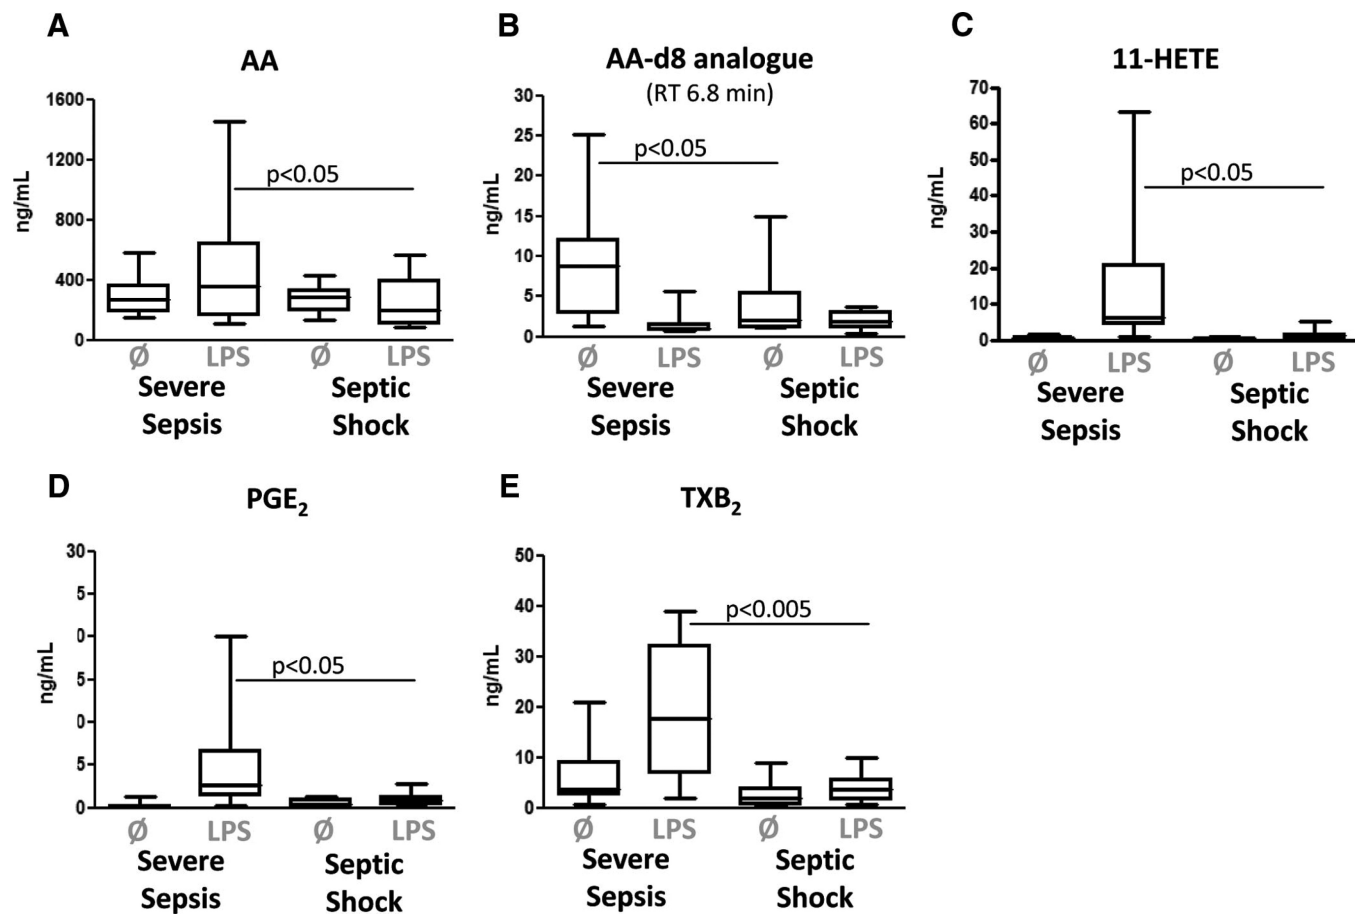 A
AA
1600
1200
800
400
0
ng/mL
p<0.05
Ø LPS Ø LPS
Severe Septic
Sepsis Shock
B
AA-d8 analogue
(RT 6.8 min)
30
25
20
15
10
5
0
ng/mL
p<0.05
Ø LPS Ø LPS
Severe Septic
Sepsis Shock
C
11-HETE
70
60
50
40
30
20
10
0
ng/mL
p<0.05
Ø LPS Ø LPS
Severe Septic
Sepsis Shock
D
PGE₂
30
5
0
5
0
5
0
ng/mL
p<0.05
Ø LPS Ø LPS
Severe Septic
Sepsis Shock
E
TXB₂
50
40
30
20
10
0
ng/mL
p<0.005
Ø LPS Ø LPS
Severe Septic
Sepsis Shock